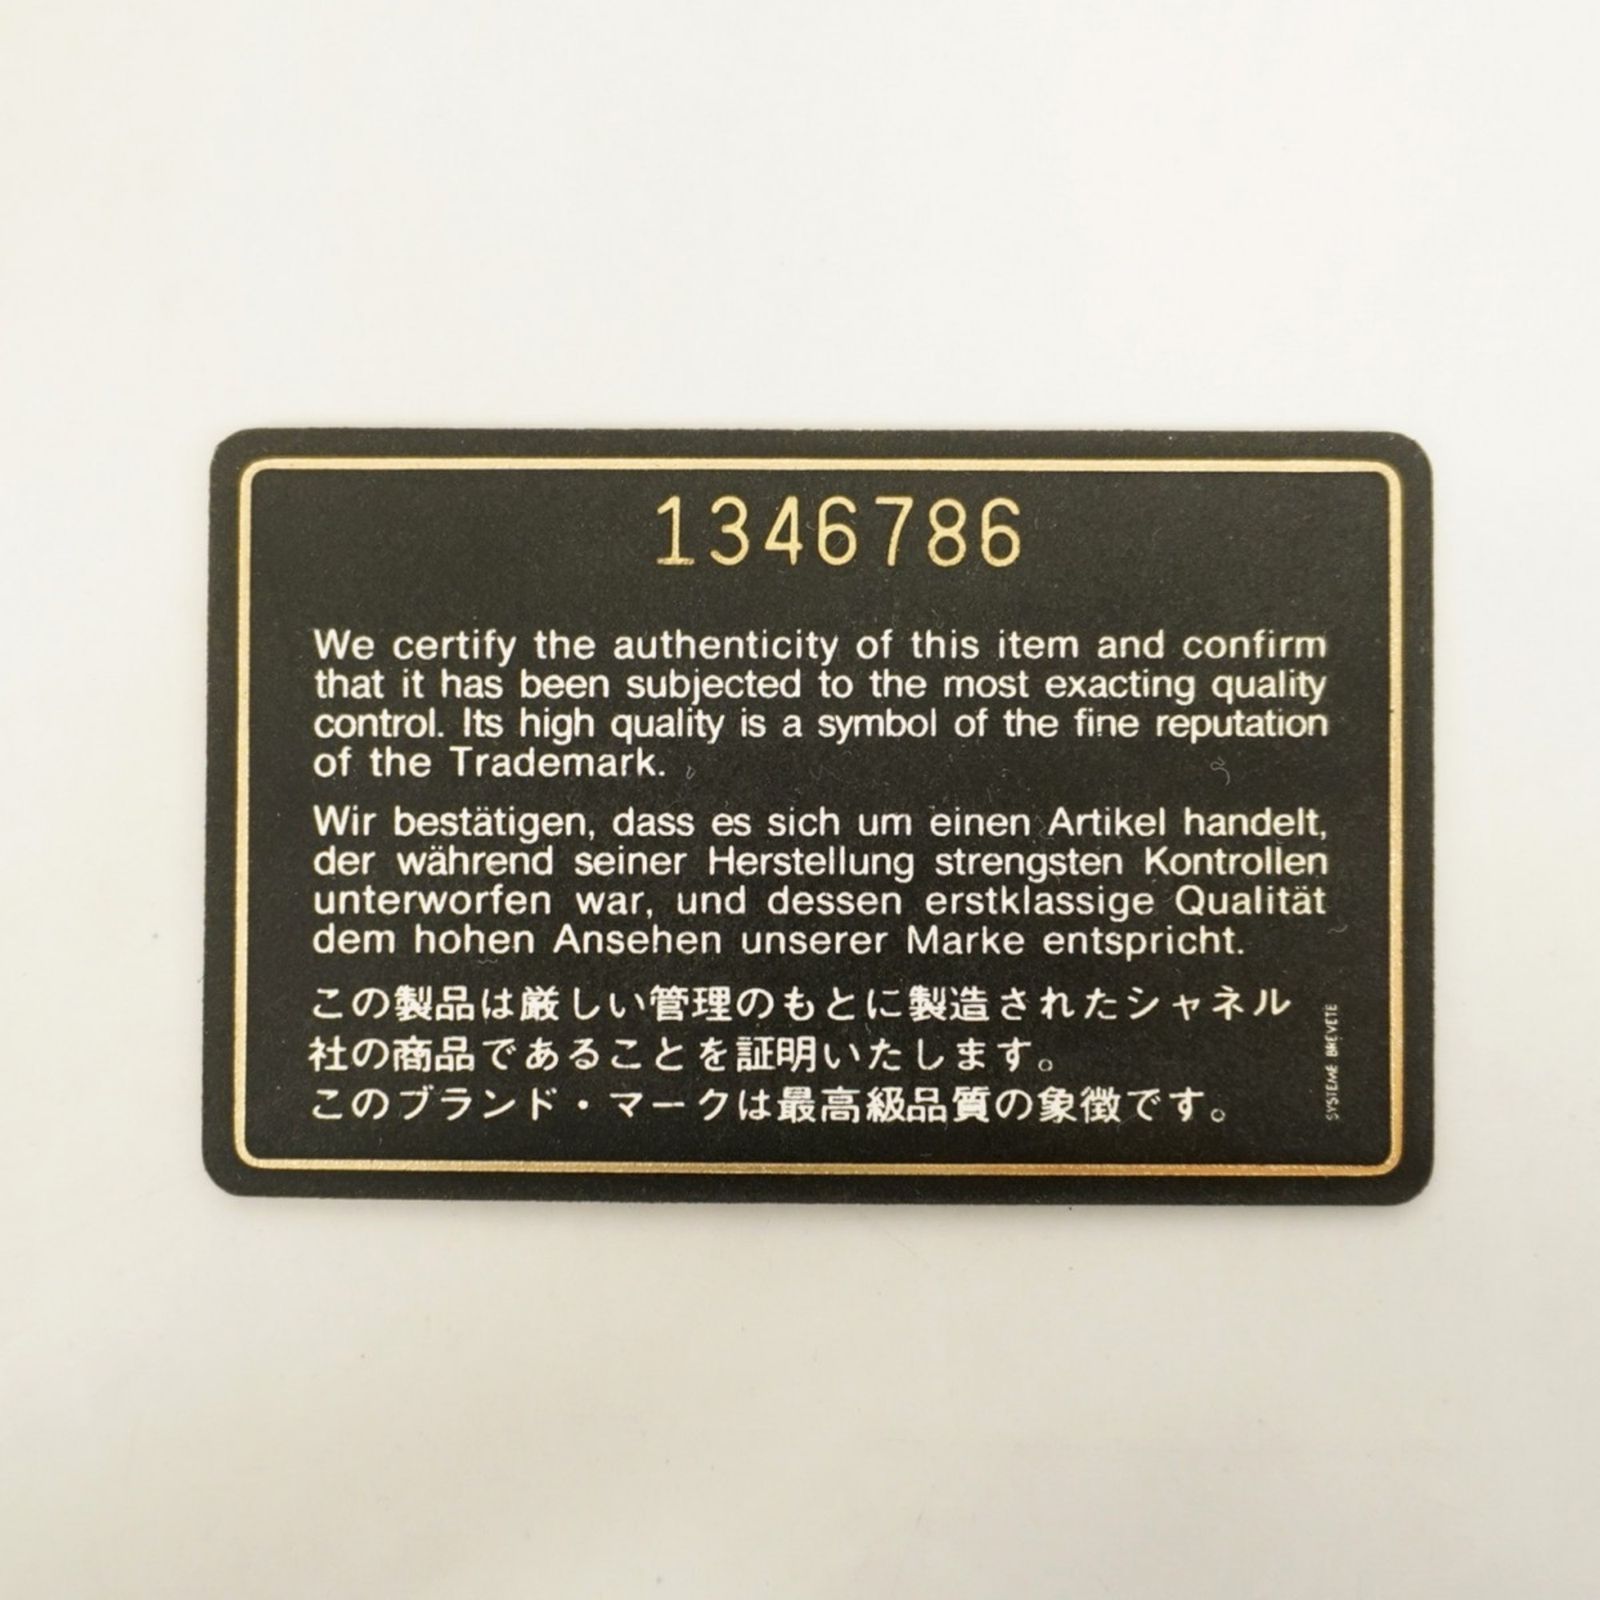 1346786
We certify the authenticity of this item and confirm
that it has been subjected to the most exacting quality
control. Its high quality is a symbol of the fine reputation
of the Trademark.
Wir bestätigen, dass es sich um einen Artikel handelt,
der während seiner Herstellung strengsten Kontrollen
unterworfen war, und dessen erstklassige Qualität
dem hohen Ansehen unserer Marke entspricht.
この製品は厳しい管理のもとに製造されたシャネル
社の商品であることを証明いたします。
このブランド・マークは最高級品質の象徴です。
SYSTEME BREVETE